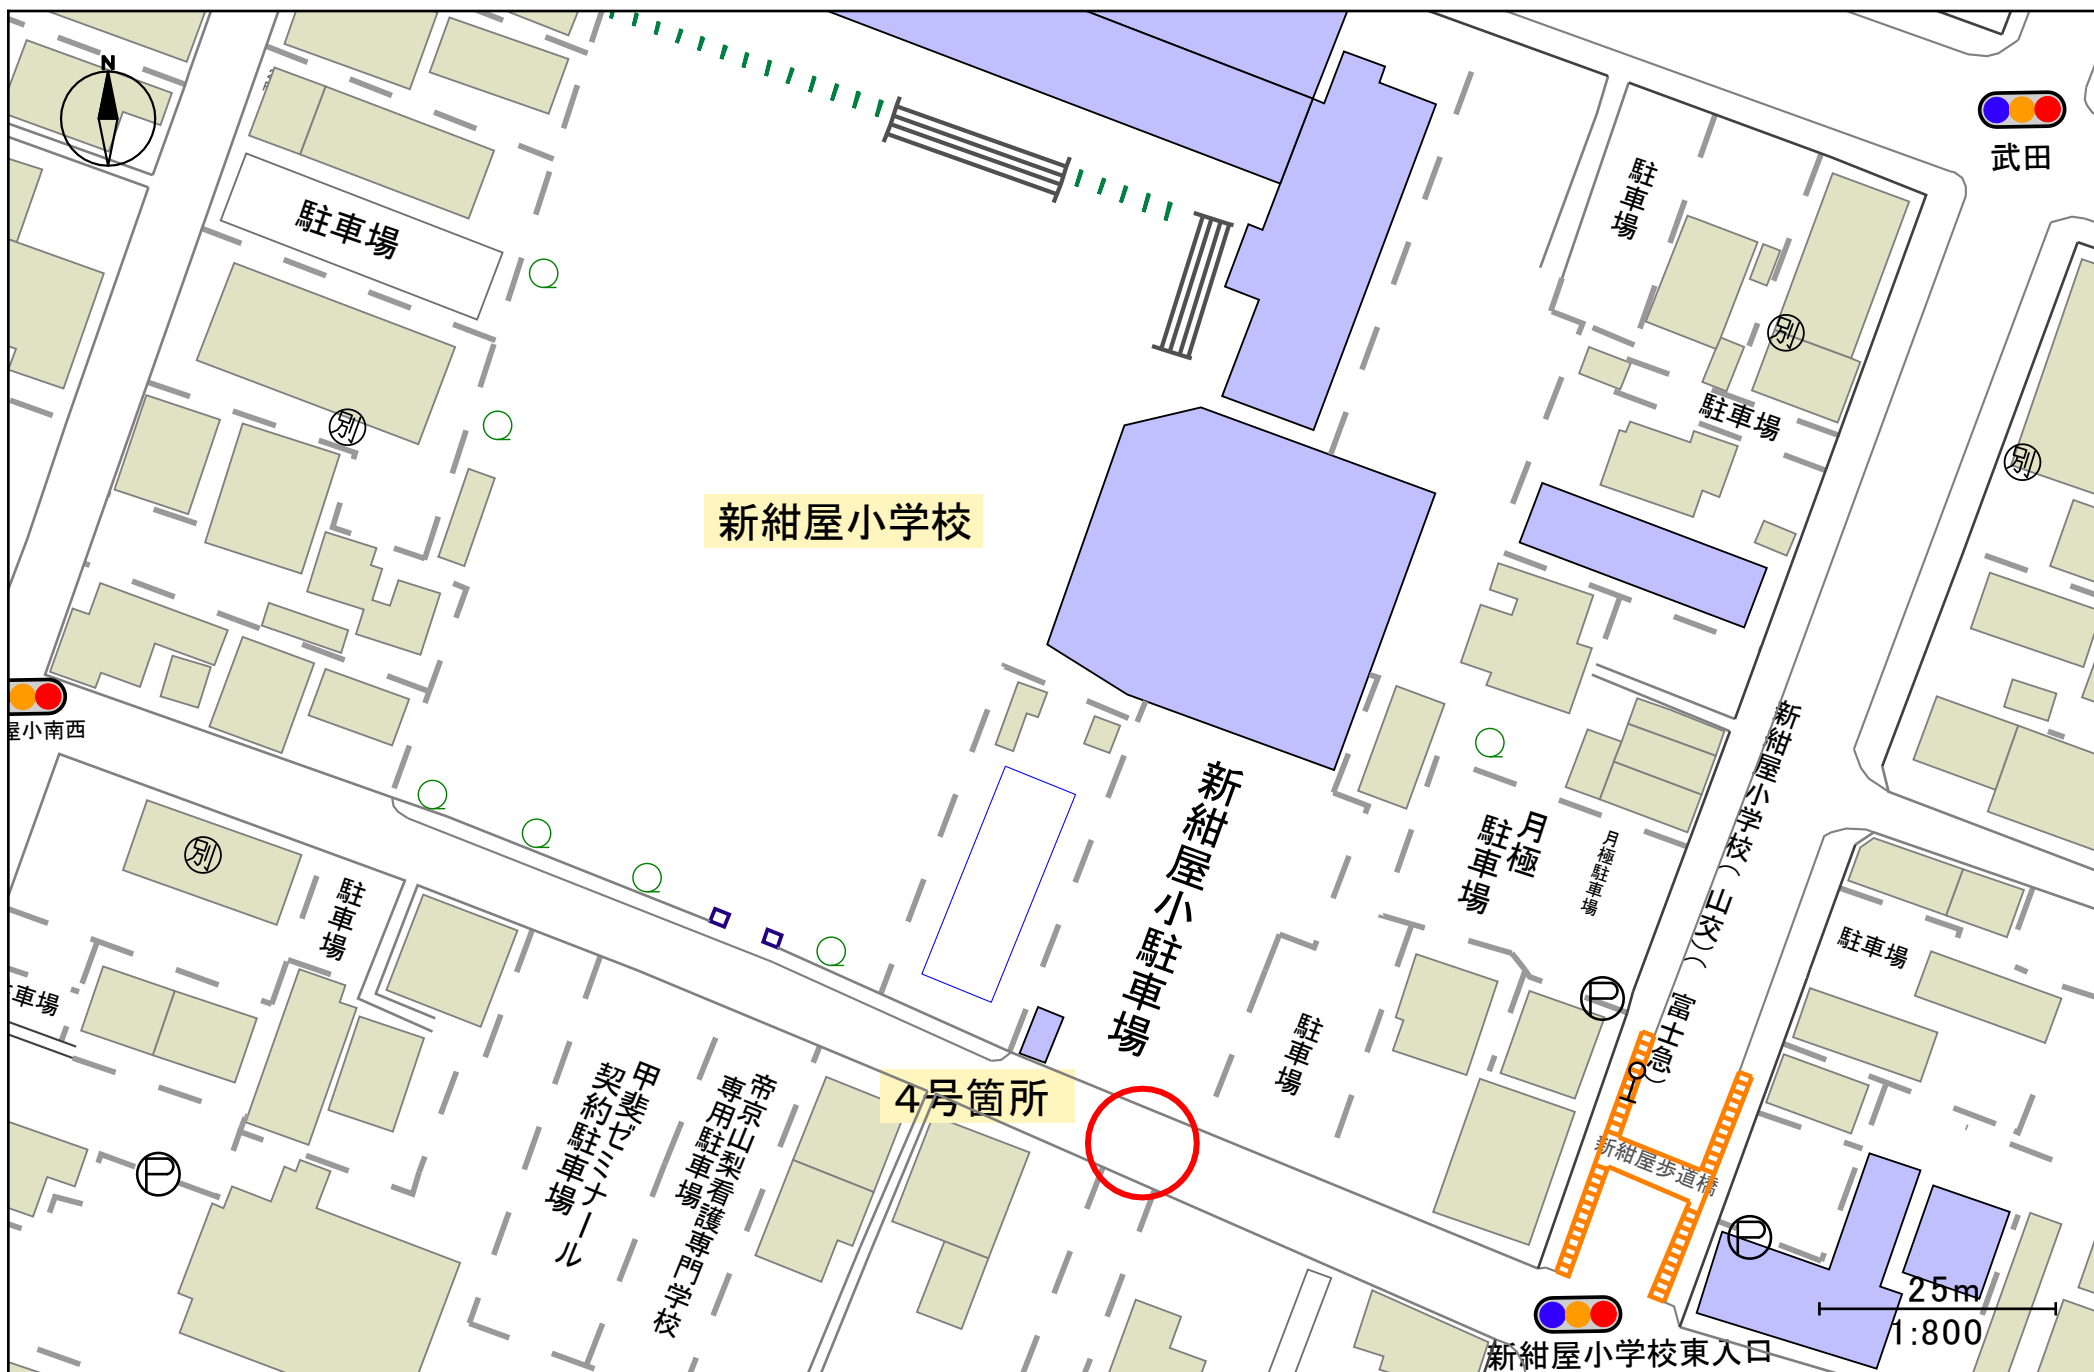 N
武田
駐車場
駐車場
別
別
別
駐車場
新紺屋小学校
屋小南西
新紺屋小学校(山交)(富士急)
新紺屋小駐車場
月極
駐車場
月極駐車場
別
駐車場
駐車場
車場
P
駐車場
甲斐ゼミナール
契約駐車場
帝京山梨看護専門学校
専用駐車場
4号箇所
新紺屋歩道橋
P
P
25m
1:800
新紺屋小学校東入口